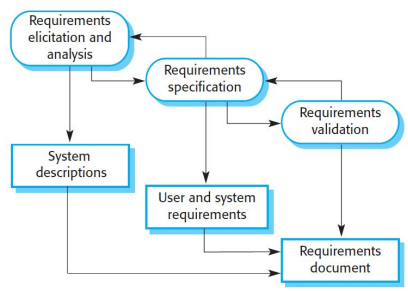 Requirements
elicitation and
analysis
Requirements
specification
Requirements
validation
System
descriptions
User and system
requirements
Requirements
document